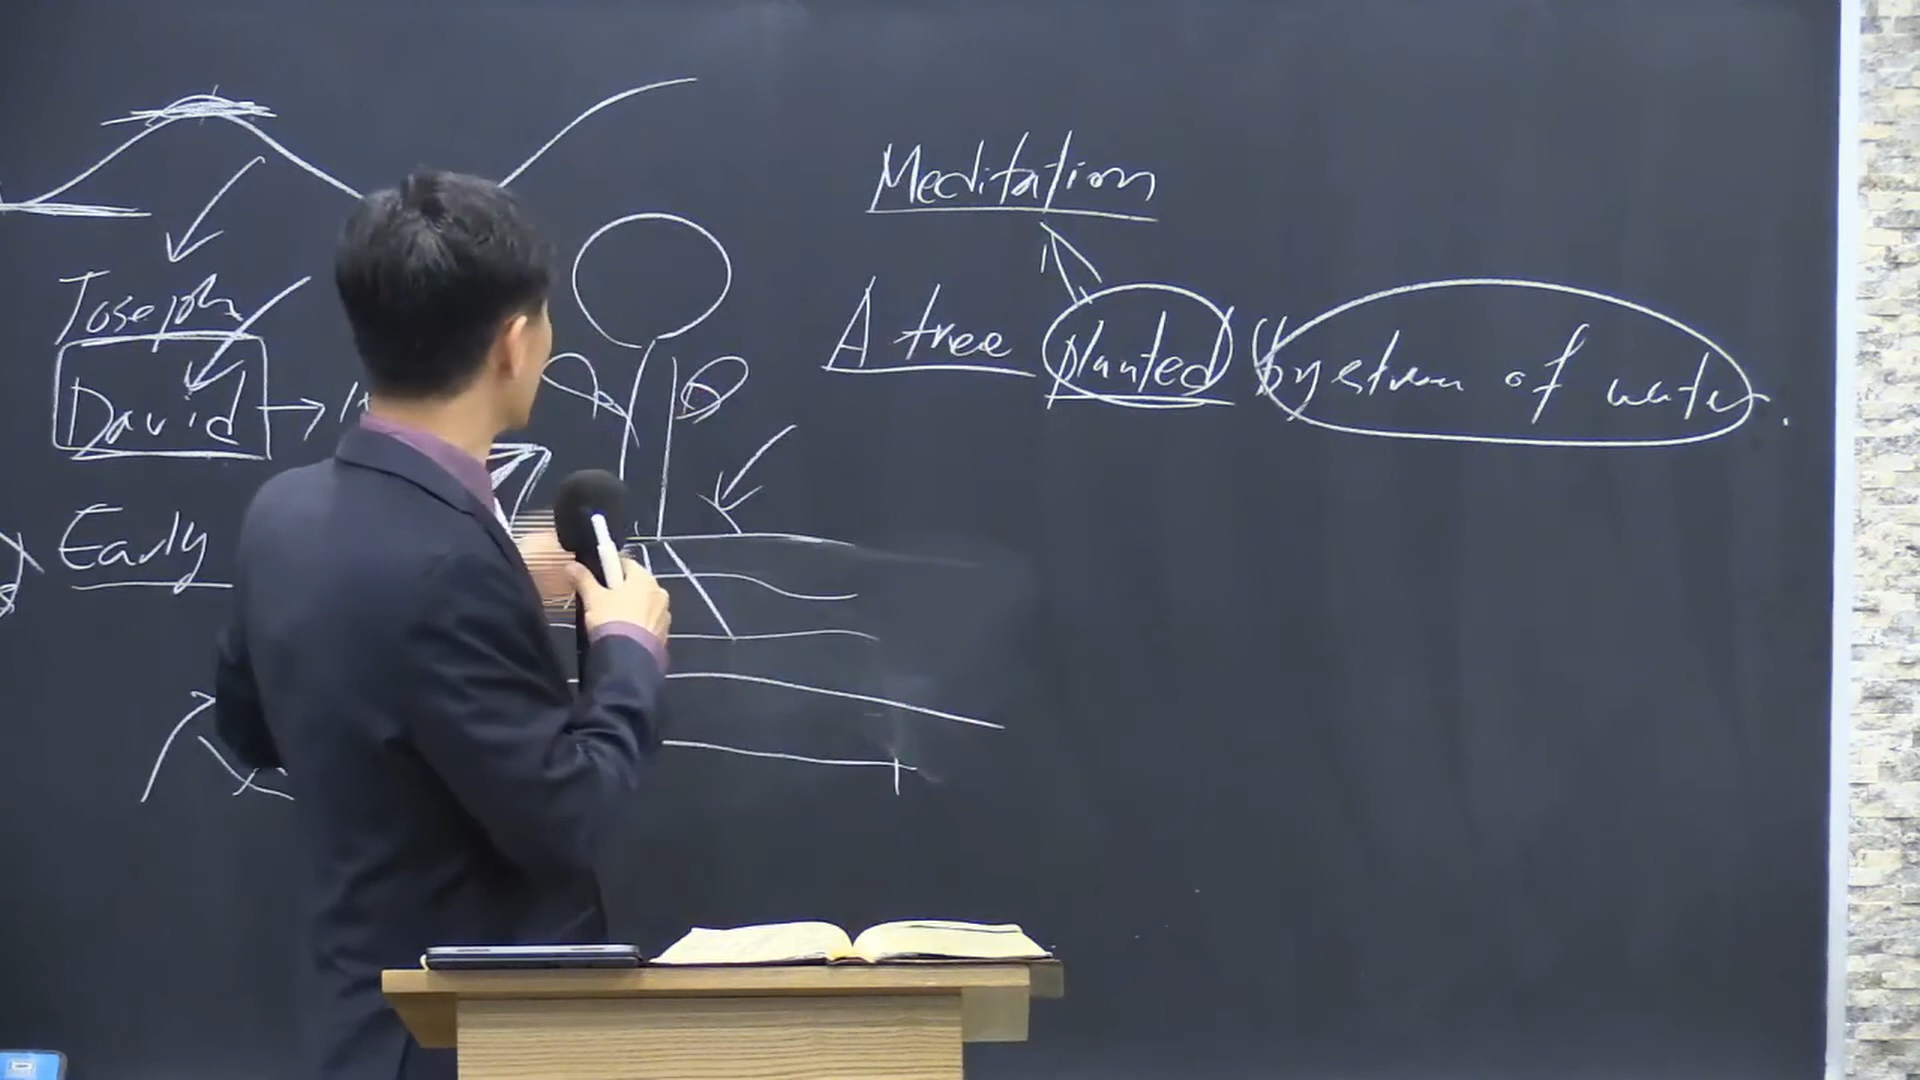 Meditation
A tree planted by stream of water.
Joseph
David
Early